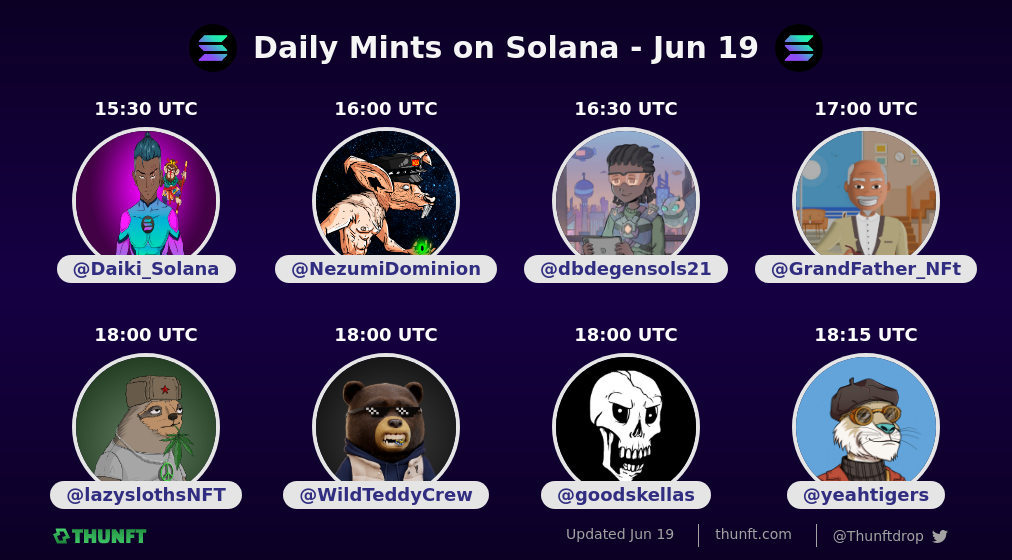 Daily Mints on Solana - Jun 19
15:30 UTC
16:00 UTC
16:30 UTC
17:00 UTC
@Daiki_Solana
@NezumiDominion
@dbdegensols21
@GrandFather_NFt
18:00 UTC
18:00 UTC
18:00 UTC
18:15 UTC
@lazyslothsNFT
@WildTeddyCrew
@goodskellas
@yeahtigers
THUNFT
Updated Jun 19
thunft.com
@Thunftdrop